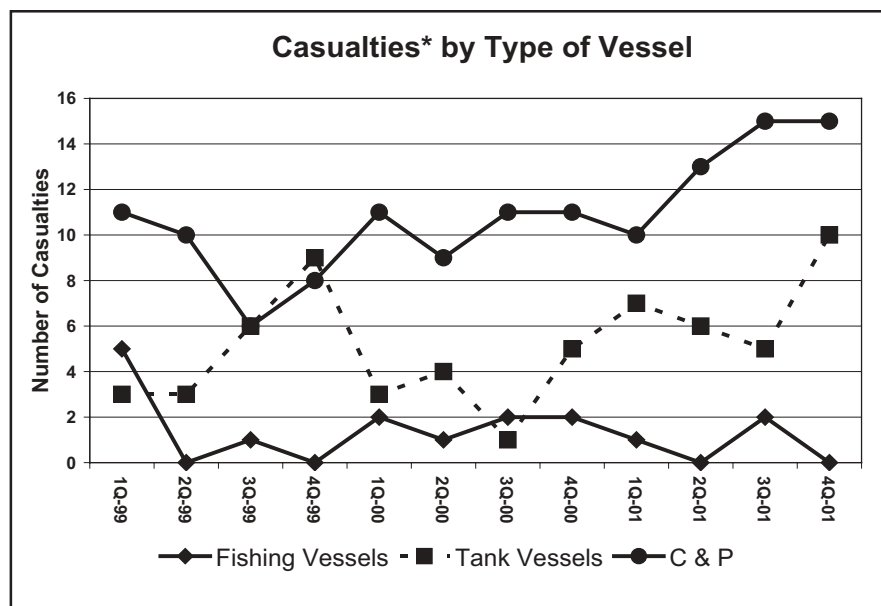 Casualties* by Type of Vessel
Number of Casualties
16
14
12
10
8
6
4
2
0
1Q-99
2Q-99
3Q-99
4Q-99
1Q-00
2Q-00
3Q-00
4Q-00
1Q-01
2Q-01
3Q-01
4Q-01
Fishing Vessels Tank Vessels C & P